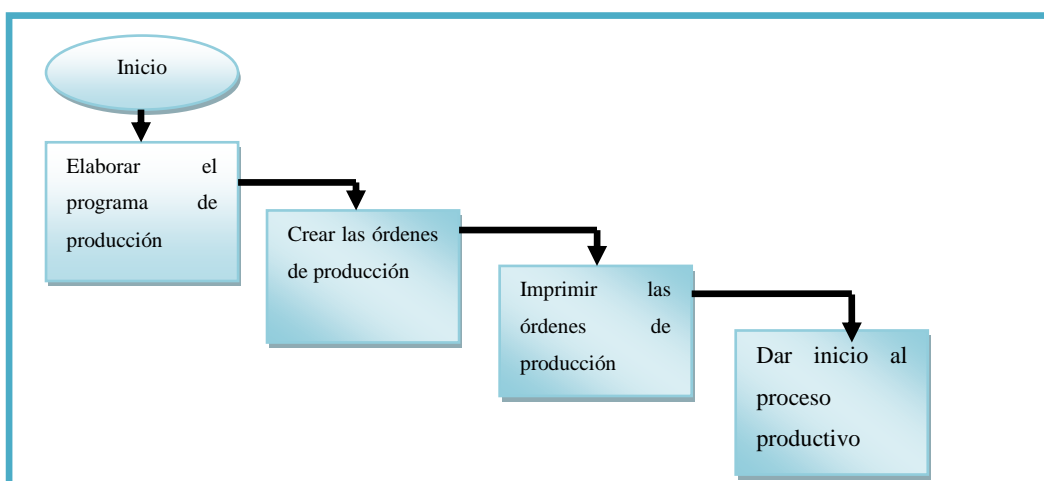 Inicio
Elaborar el
programa de
producción
Crear las órdenes
de producción
Imprimir las
órdenes de
producción
Dar inicio al
proceso
productivo